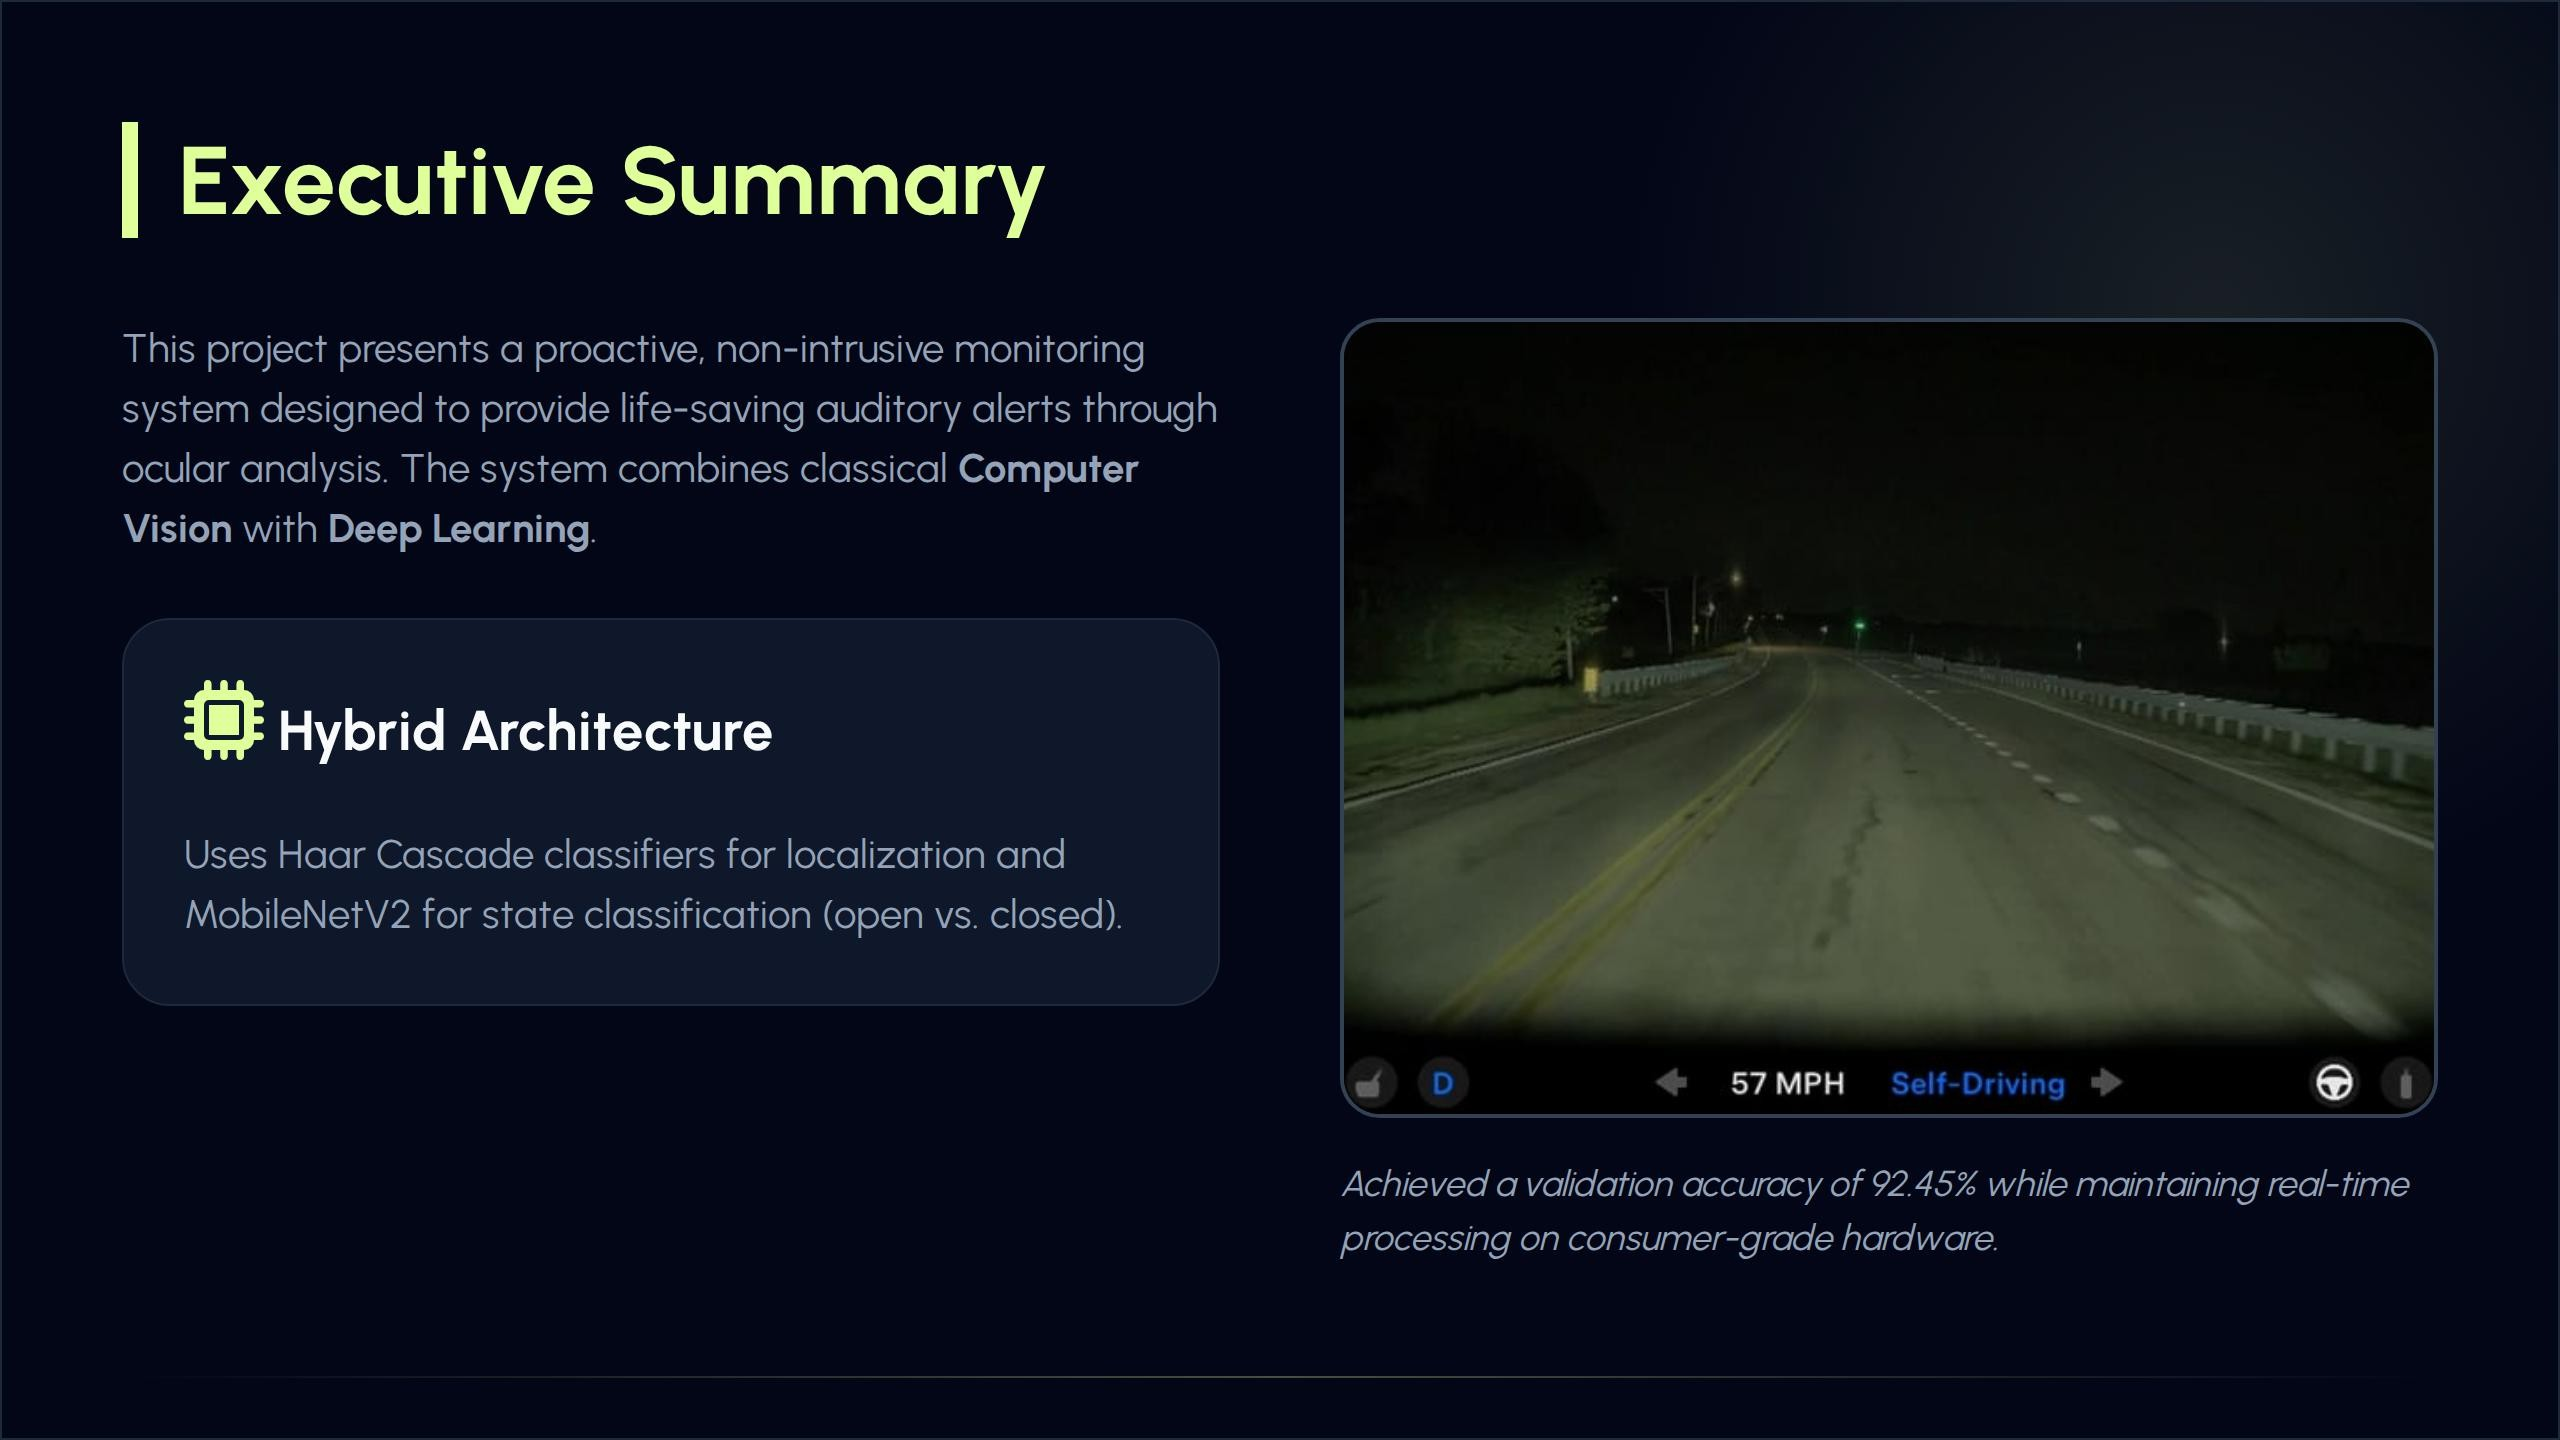 Executive Summary
This project presents a proactive, non-intrusive monitoring
system designed to provide life-saving auditory alerts through
ocular analysis. The system combines classical Computer
Vision with Deep Learning.
Hybrid Architecture
Uses Haar Cascade classifiers for localization and
MobileNetV2 for state classification (open vs. closed).
D
57 MPH
Self-Driving
Achieved a validation accuracy of 92.45% while maintaining real-time
processing on consumer-grade hardware.